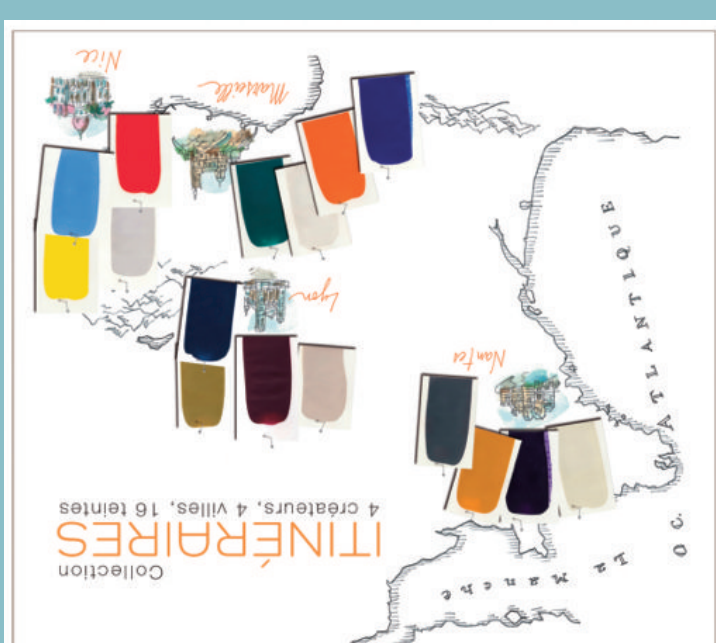 Collection
ITINÉRAIRES
4 créateurs, 4 villes, 16 teintes
La Manche
OC. ATLANTIQUE
Nantes
Lyon
Marseille
Nice